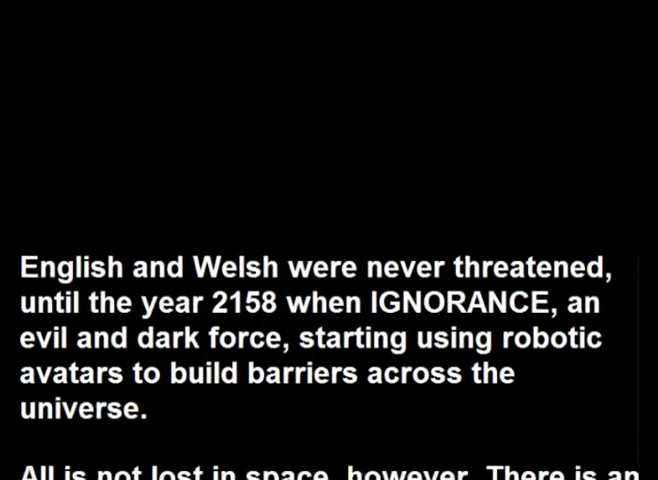 English and Welsh were never threatened,
until the year 2158 when IGNORANCE, an
evil and dark force, starting using robotic
avatars to build barriers across the
universe.
All is not lost in space, however. There is an